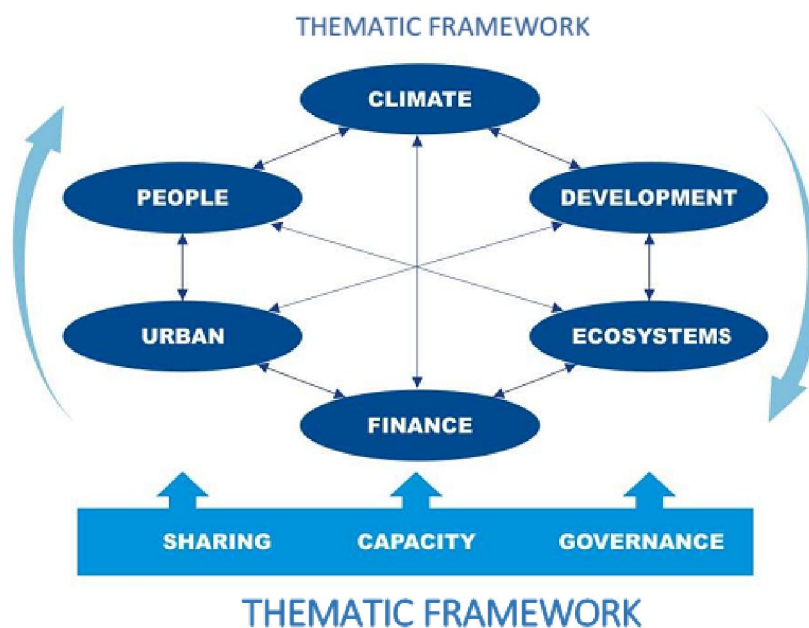 THEMATIC FRAMEWORK
CLIMATE
PEOPLE
DEVELOPMENT
URBAN
ECOSYSTEMS
FINANCE
SHARING
CAPACITY
GOVERNANCE
THEMATIC FRAMEWORK